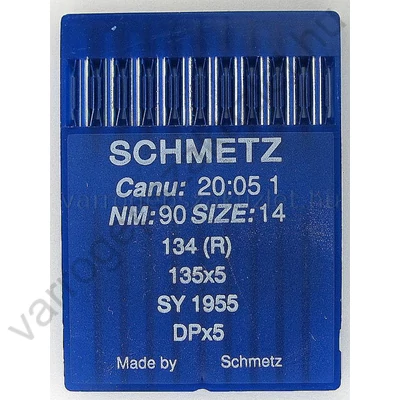 SCHMETZ
Canu: 20:05 1
NM:90 SIZE:14
134 (R)
135x5
SY 1955
DPx5
Made by Schmetz